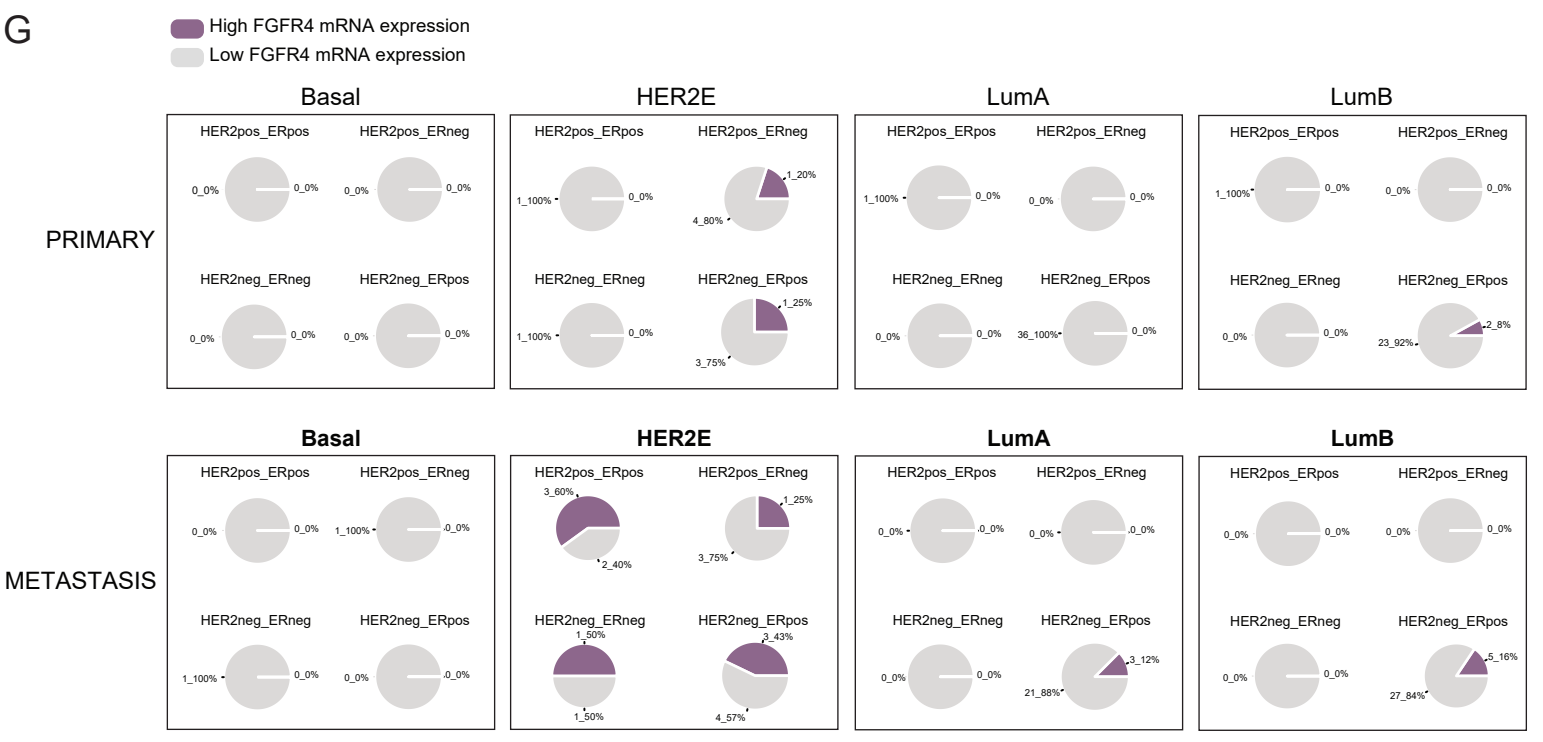 G
High FGFR4 mRNA expression
Low FGFR4 mRNA expression
Basal HER2E LumA LumB
PRIMARY
HER2pos_ERpos HER2pos_ERneg
0_0% 0_0% 0_0% 0_0%
HER2neg_ERneg HER2neg_ERpos
0_0% 0_0% 0_0% 0_0%
HER2pos_ERpos HER2pos_ERneg
1_100% 0_0% 4_80% 1_20%
HER2neg_ERneg HER2neg_ERpos
1_100% 0_0% 3_75% 1_25%
HER2pos_ERpos HER2pos_ERneg
1_100% 0_0% 0_0% 0_0%
HER2neg_ERneg HER2neg_ERpos
0_0% 0_0% 36_100% 0_0%
HER2pos_ERpos HER2pos_ERneg
1_100% 0_0% 0_0% 0_0%
HER2neg_ERneg HER2neg_ERpos
0_0% 0_0% 23_92% 2_8%
Basal HER2E LumA LumB
METASTASIS
HER2pos_ERpos HER2pos_ERneg
0_0% 0_0% 1_100% 0_0%
HER2neg_ERneg HER2neg_ERpos
1_100% 0_0% 0_0% 0_0%
HER2pos_ERpos HER2pos_ERneg
3_60% 2_40% 3_75% 1_25%
HER2neg_ERneg HER2neg_ERpos
1_50% 1_50% 4_57% 3_43%
HER2pos_ERpos HER2pos_ERneg
0_0% 0_0% 0_0% 0_0%
HER2neg_ERneg HER2neg_ERpos
0_0% 0_0% 21_88% 3_12%
HER2pos_ERpos HER2pos_ERneg
0_0% 0_0% 0_0% 0_0%
HER2neg_ERneg HER2neg_ERpos
0_0% 0_0% 27_84% 5_16%